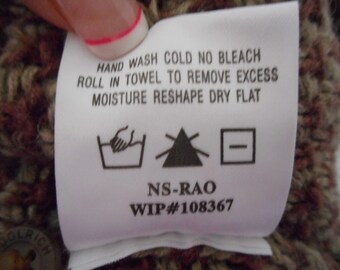 HAND WASH COLD NO BLEACH
ROLL IN TOWEL TO REMOVE EXCESS
MOISTURE RESHAPE DRY FLAT
NS-RAO
WIP#108367
OOLRICH